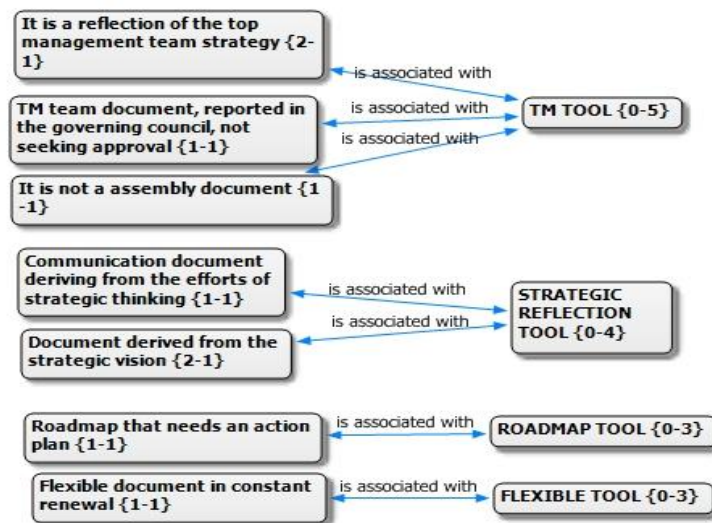 It is a reflection of the top
management team strategy {2-
1}
is associated with
TM team document, reported in
the governing council, not
seeking approval {1-1}
is associated with
TM TOOL {0-5}
is associated with
It is not a assembly document {1
-1}
Communication document
deriving from the efforts of
strategic thinking {1-1}
is associated with
STRATEGIC
REFLECTION
TOOL {0-4}
is associated with
Document derived from the
strategic vision {2-1}
Roadmap that needs an action
plan {1-1}
is associated with
ROADMAP TOOL {0-3}
Flexible document in constant
renewal {1-1}
is associated with
FLEXIBLE TOOL {0-3}